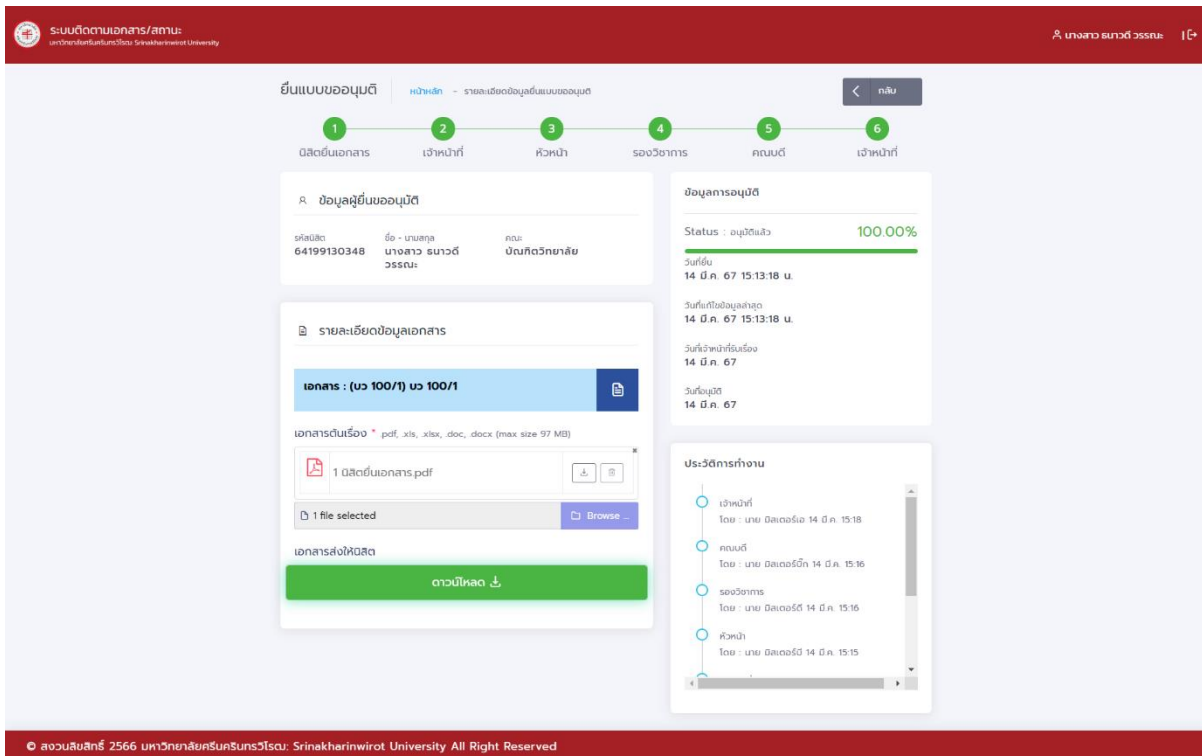 ระบบติดตามเอกสาร/สถานะ
มหาวิทยาลัยศรีนครินทรวิโรฒ Srinakharinwirot University
นางสาว ธนาวดี วรรณะ
ยื่นแบบขออนุมติ
หน้าหลัก - รายละเอียดข้อมูลยื่นแบบขออนุมติ
กลับ
1 2 3 4 5 6
นิสิตยื่นเอกสาร เจ้าหน้าที่ หัวหน้า รองวิชาการ คณบดี เจ้าหน้าที่
ข้อมูลผู้ยื่นขออนุมัติ
รหัสนิสิต ชื่อ - นามสกุล คณะ
64199130348 นางสาว ธนาวดี บัณฑิตวิทยาลัย
วรรณะ
รายละเอียดข้อมูลเอกสาร
เอกสาร : (บว 100/1) บว 100/1
เอกสารต้นเรื่อง * .pdf, .xls, .xlsx, .doc, .docx (max size 97 MB)
1 นิสิตยื่นเอกสาร.pdf
1 file selected
Browse ...
เอกสารส่งให้นิสิต
ดาวน์โหลด
ข้อมูลการอนุมัติ
Status : อนุมัติแล้ว 100.00%
วันที่ยื่น
14 มี.ค. 67 15:13:18 น.
วันที่แก้ไขข้อมูลล่าสุด
14 มี.ค. 67 15:13:18 น.
วันที่เจ้าหน้าที่รับเรื่อง
14 มี.ค. 67
วันที่อนุมัติ
14 มี.ค. 67
ประวัติการทำงาน
เจ้าหน้าที่
โดย : นาย มิสเตอร์เอ 14 มี.ค. 15:18
คณบดี
โดย : นาย มิสเตอร์บิ๊ก 14 มี.ค. 15:16
รองวิชาการ
โดย : นาย มิสเตอร์ดี 14 มี.ค. 15:16
หัวหน้า
โดย : นาย มิสเตอร์บี 14 มี.ค. 15:15
© สงวนลิขสิทธิ์ 2566 มหาวิทยาลัยศรีนครินทรวิโรฒ: Srinakharinwirot University All Right Reserved